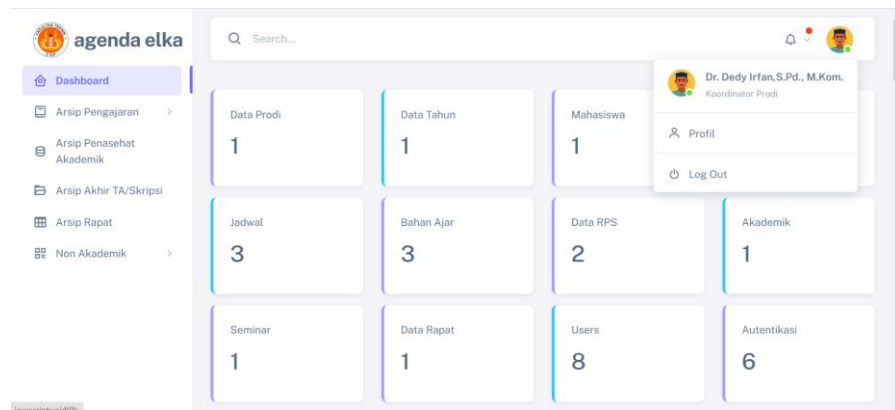 agenda elka
Search...
Dashboard
Arsip Pengajaran
Arsip Penasehat
Akademik
Arsip Akhir TA/Skripsi
Arsip Rapat
Non Akademik
Dr. Dedy Irfan,S.Pd., M.Kom.
Koordinator Prodi
Profil
Log Out
Data Prodi
1
Data Tahun
1
Mahasiswa
1
Jadwal
3
Bahan Ajar
3
Data RPS
2
Akademik
1
Seminar
1
Data Rapat
1
Users
8
Autentikasi
6